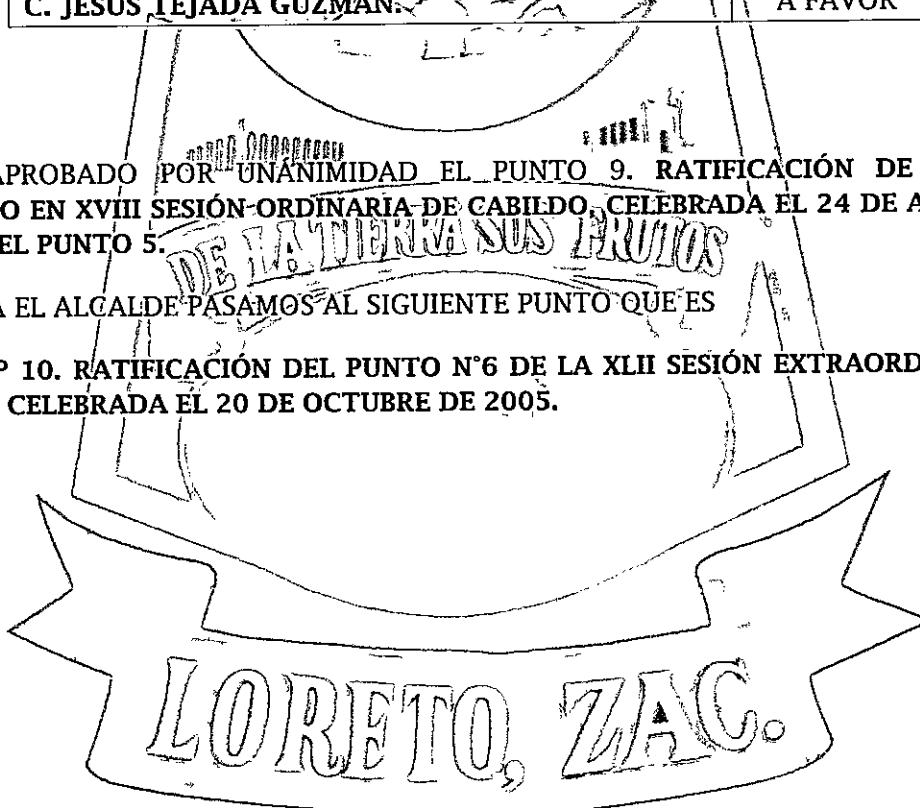 C. JESÚS TEJADA GUZMÁN. A FAVOR
APROBADO POR UNANIMIDAD EL PUNTO 9. RATIFICACIÓN DE
O EN XVIII SESIÓN ORDINARIA DE CABILDO, CELEBRADA EL 24 DE A
EL PUNTO 5.
DE LA TIERRA SUS FRUTOS
A EL ALCALDE PASAMOS AL SIGUIENTE PUNTO QUE ES
10. RATIFICACIÓN DEL PUNTO N°6 DE LA XLII SESIÓN EXTRAORD
CELEBRADA EL 20 DE OCTUBRE DE 2005.
LORETO, ZAC.